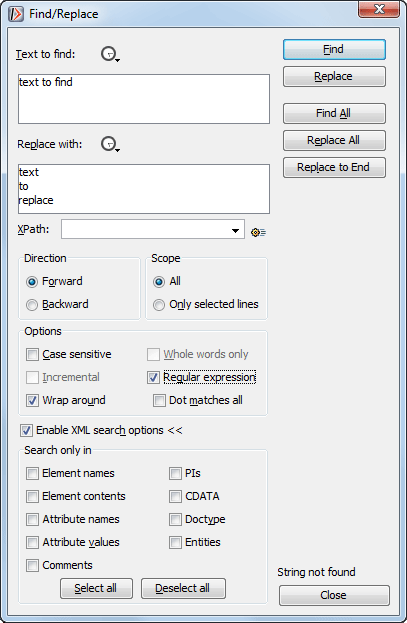 Find/Replace
Text to find:
text to find
Replace with:
text
to
replace
XPath:
Find
Replace
Find All
Replace All
Replace to End
Direction
Forward
Backward
Scope
All
Only selected lines
Options
Case sensitive
Whole words only
Incremental
Regular expression
Wrap around
Dot matches all
Enable XML search options <<
Search only in
Element names
PIs
Element contents
CDATA
Attribute names
Doctype
Attribute values
Entities
Comments
Select all
Deselect all
String not found
Close